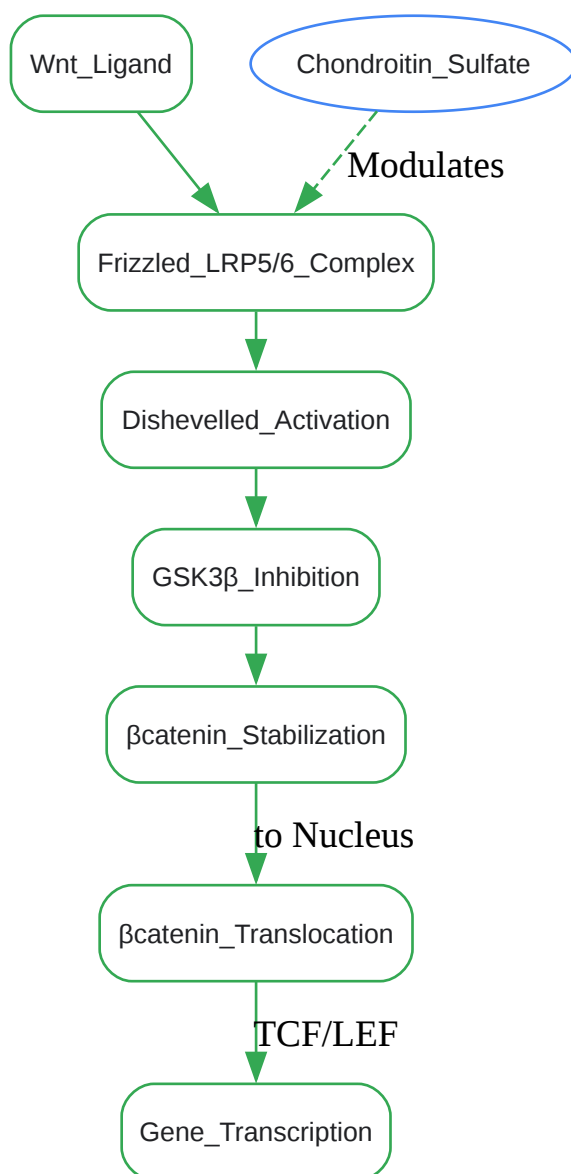 Wnt_Ligand
Chondroitin_Sulfate
Modulates
Frizzled_LRP5/6_Complex
Dishevelled_Activation
GSK3β_Inhibition
βcatenin_Stabilization
to Nucleus
βcatenin_Translocation
TCF/LEF
Gene_Transcription